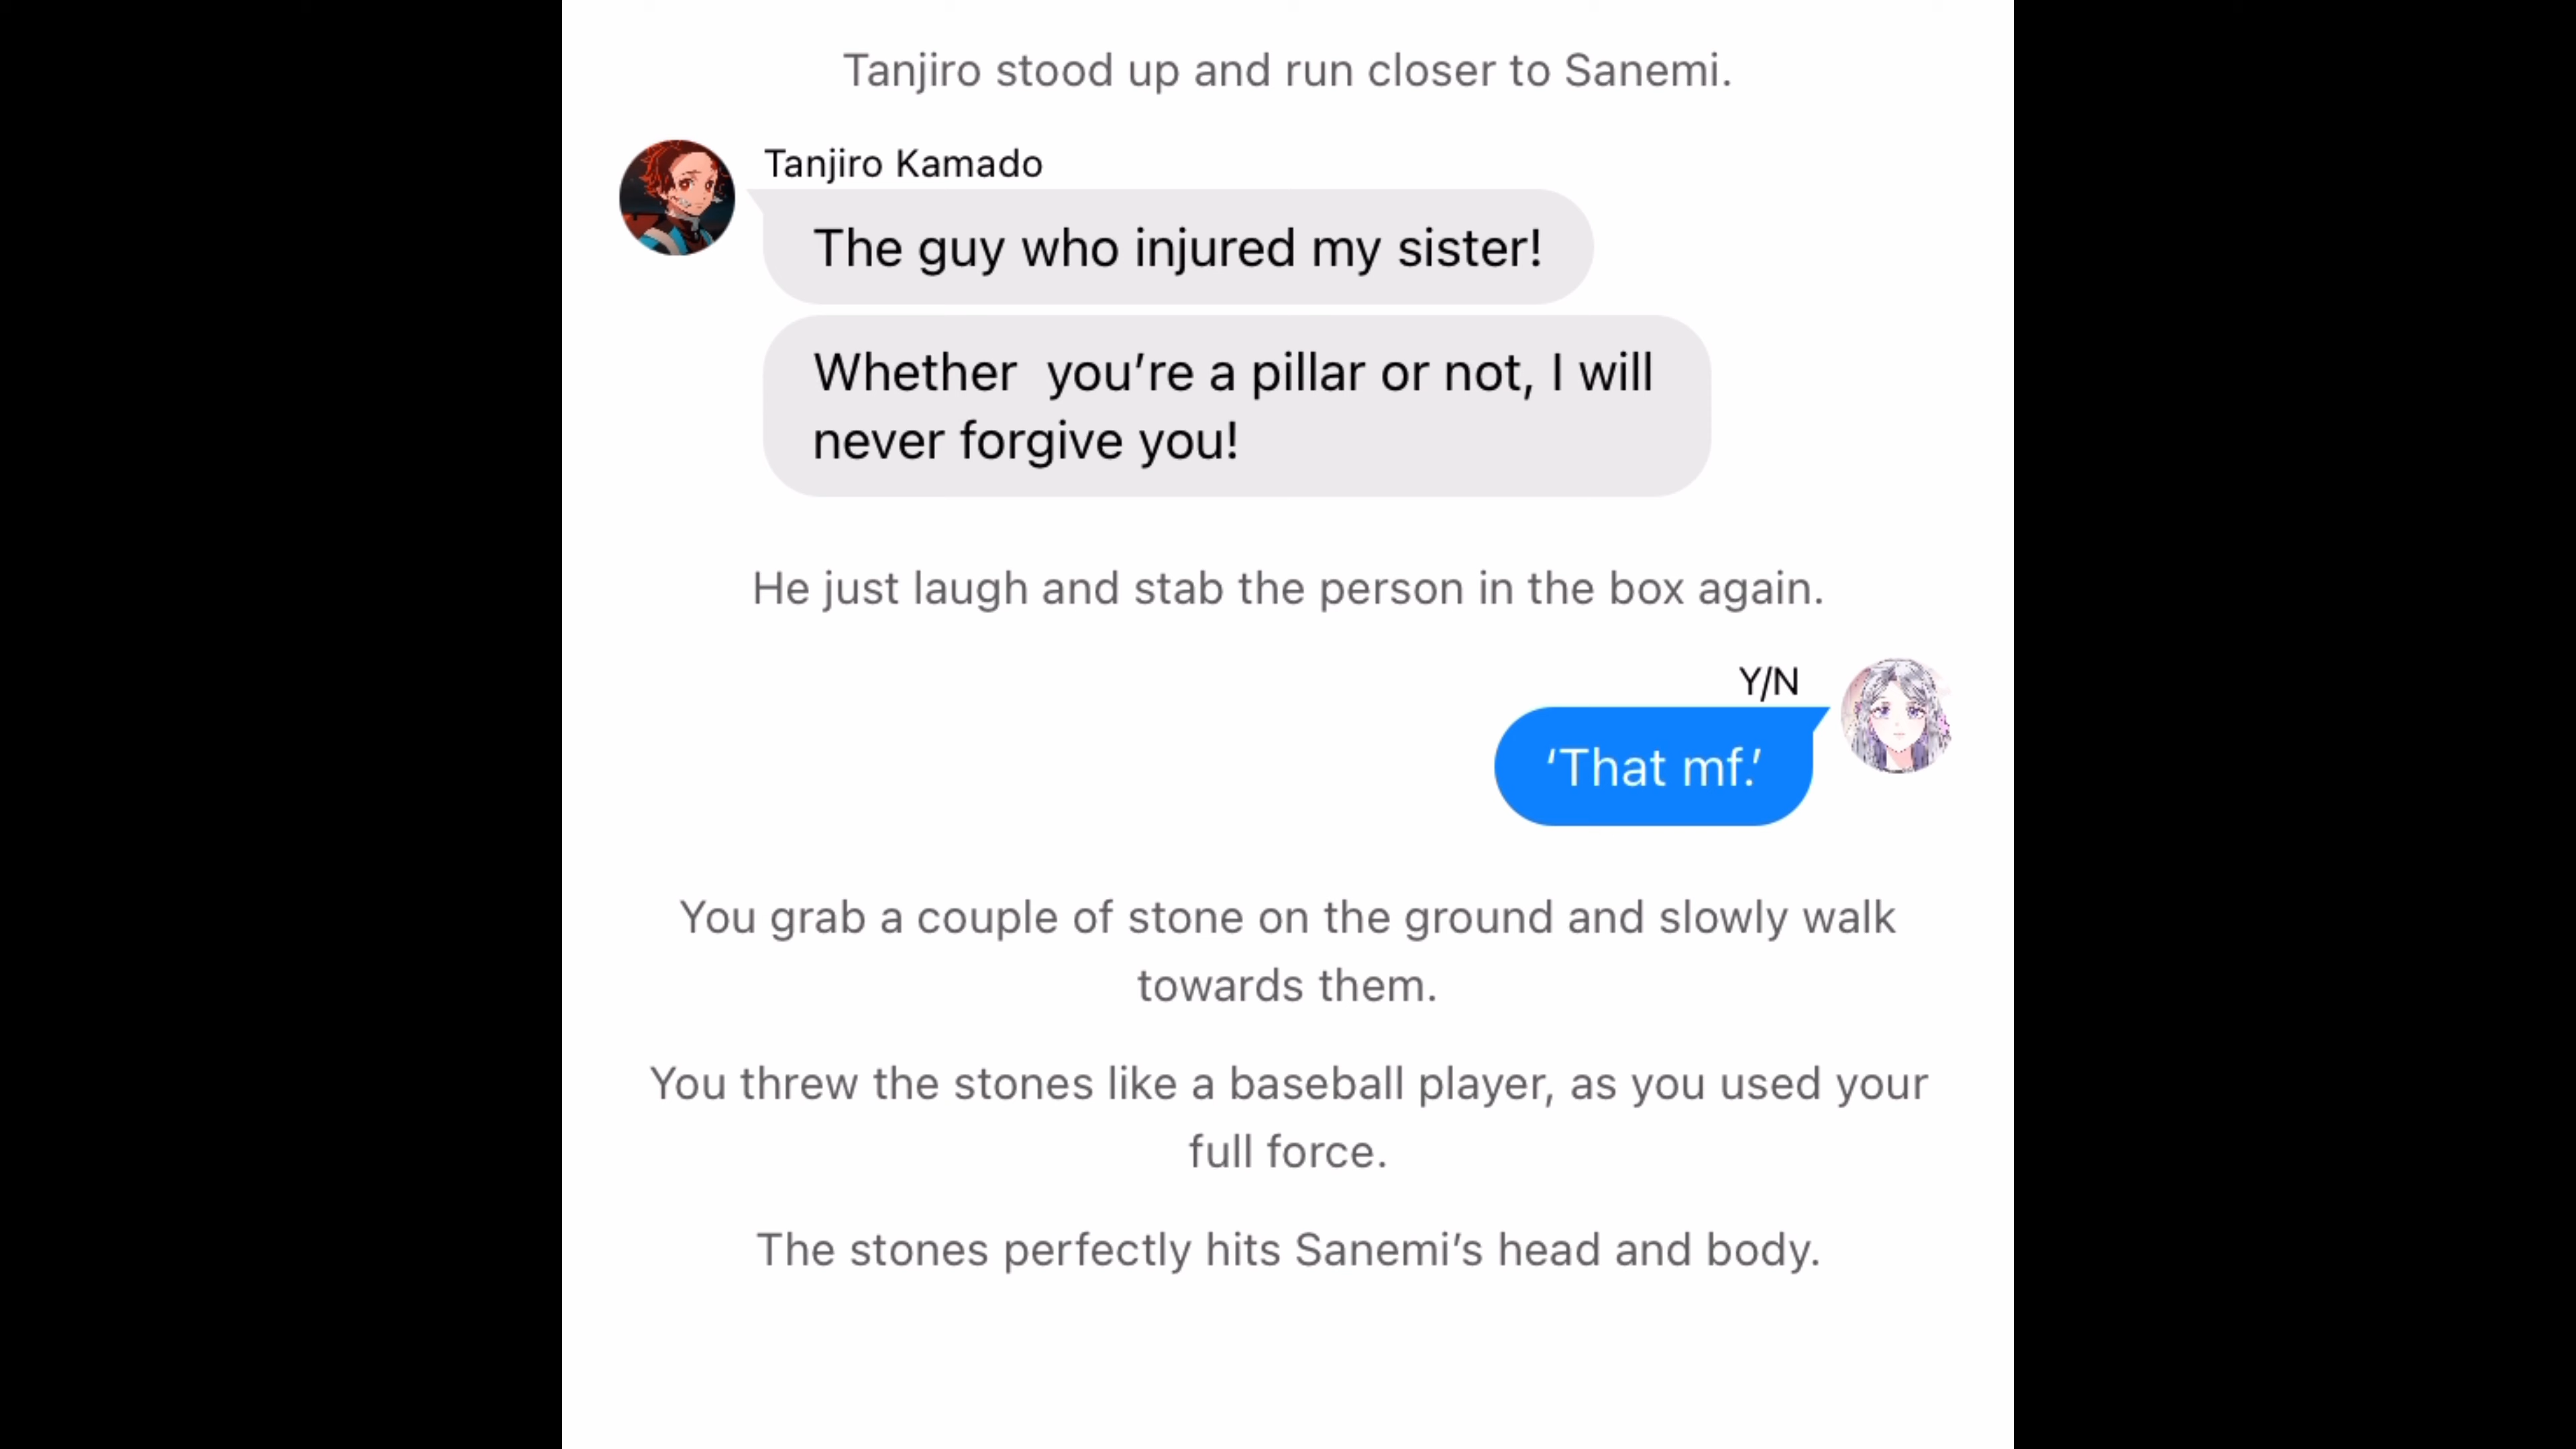 Tanjiro stood up and run closer to Sanemi.
Tanjiro Kamado
The guy who injured my sister!
Whether  you’re a pillar or not, I will
never forgive you!
He just laugh and stab the person in the box again.
Y/N
‘That mf.’
You grab a couple of stone on the ground and slowly walk
towards them.
You threw the stones like a baseball player, as you used your
full force.
The stones perfectly hits Sanemi’s head and body.